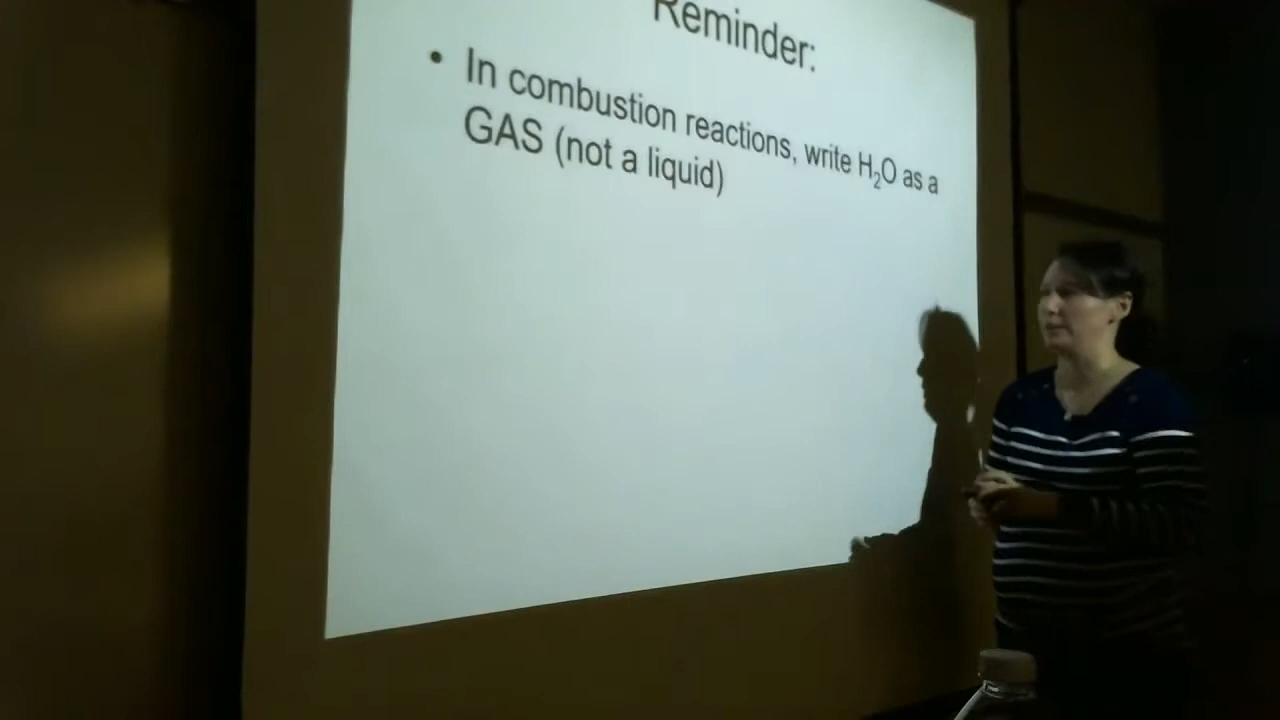 Reminder:
• In combustion reactions, write H₂O as a
GAS (not a liquid)